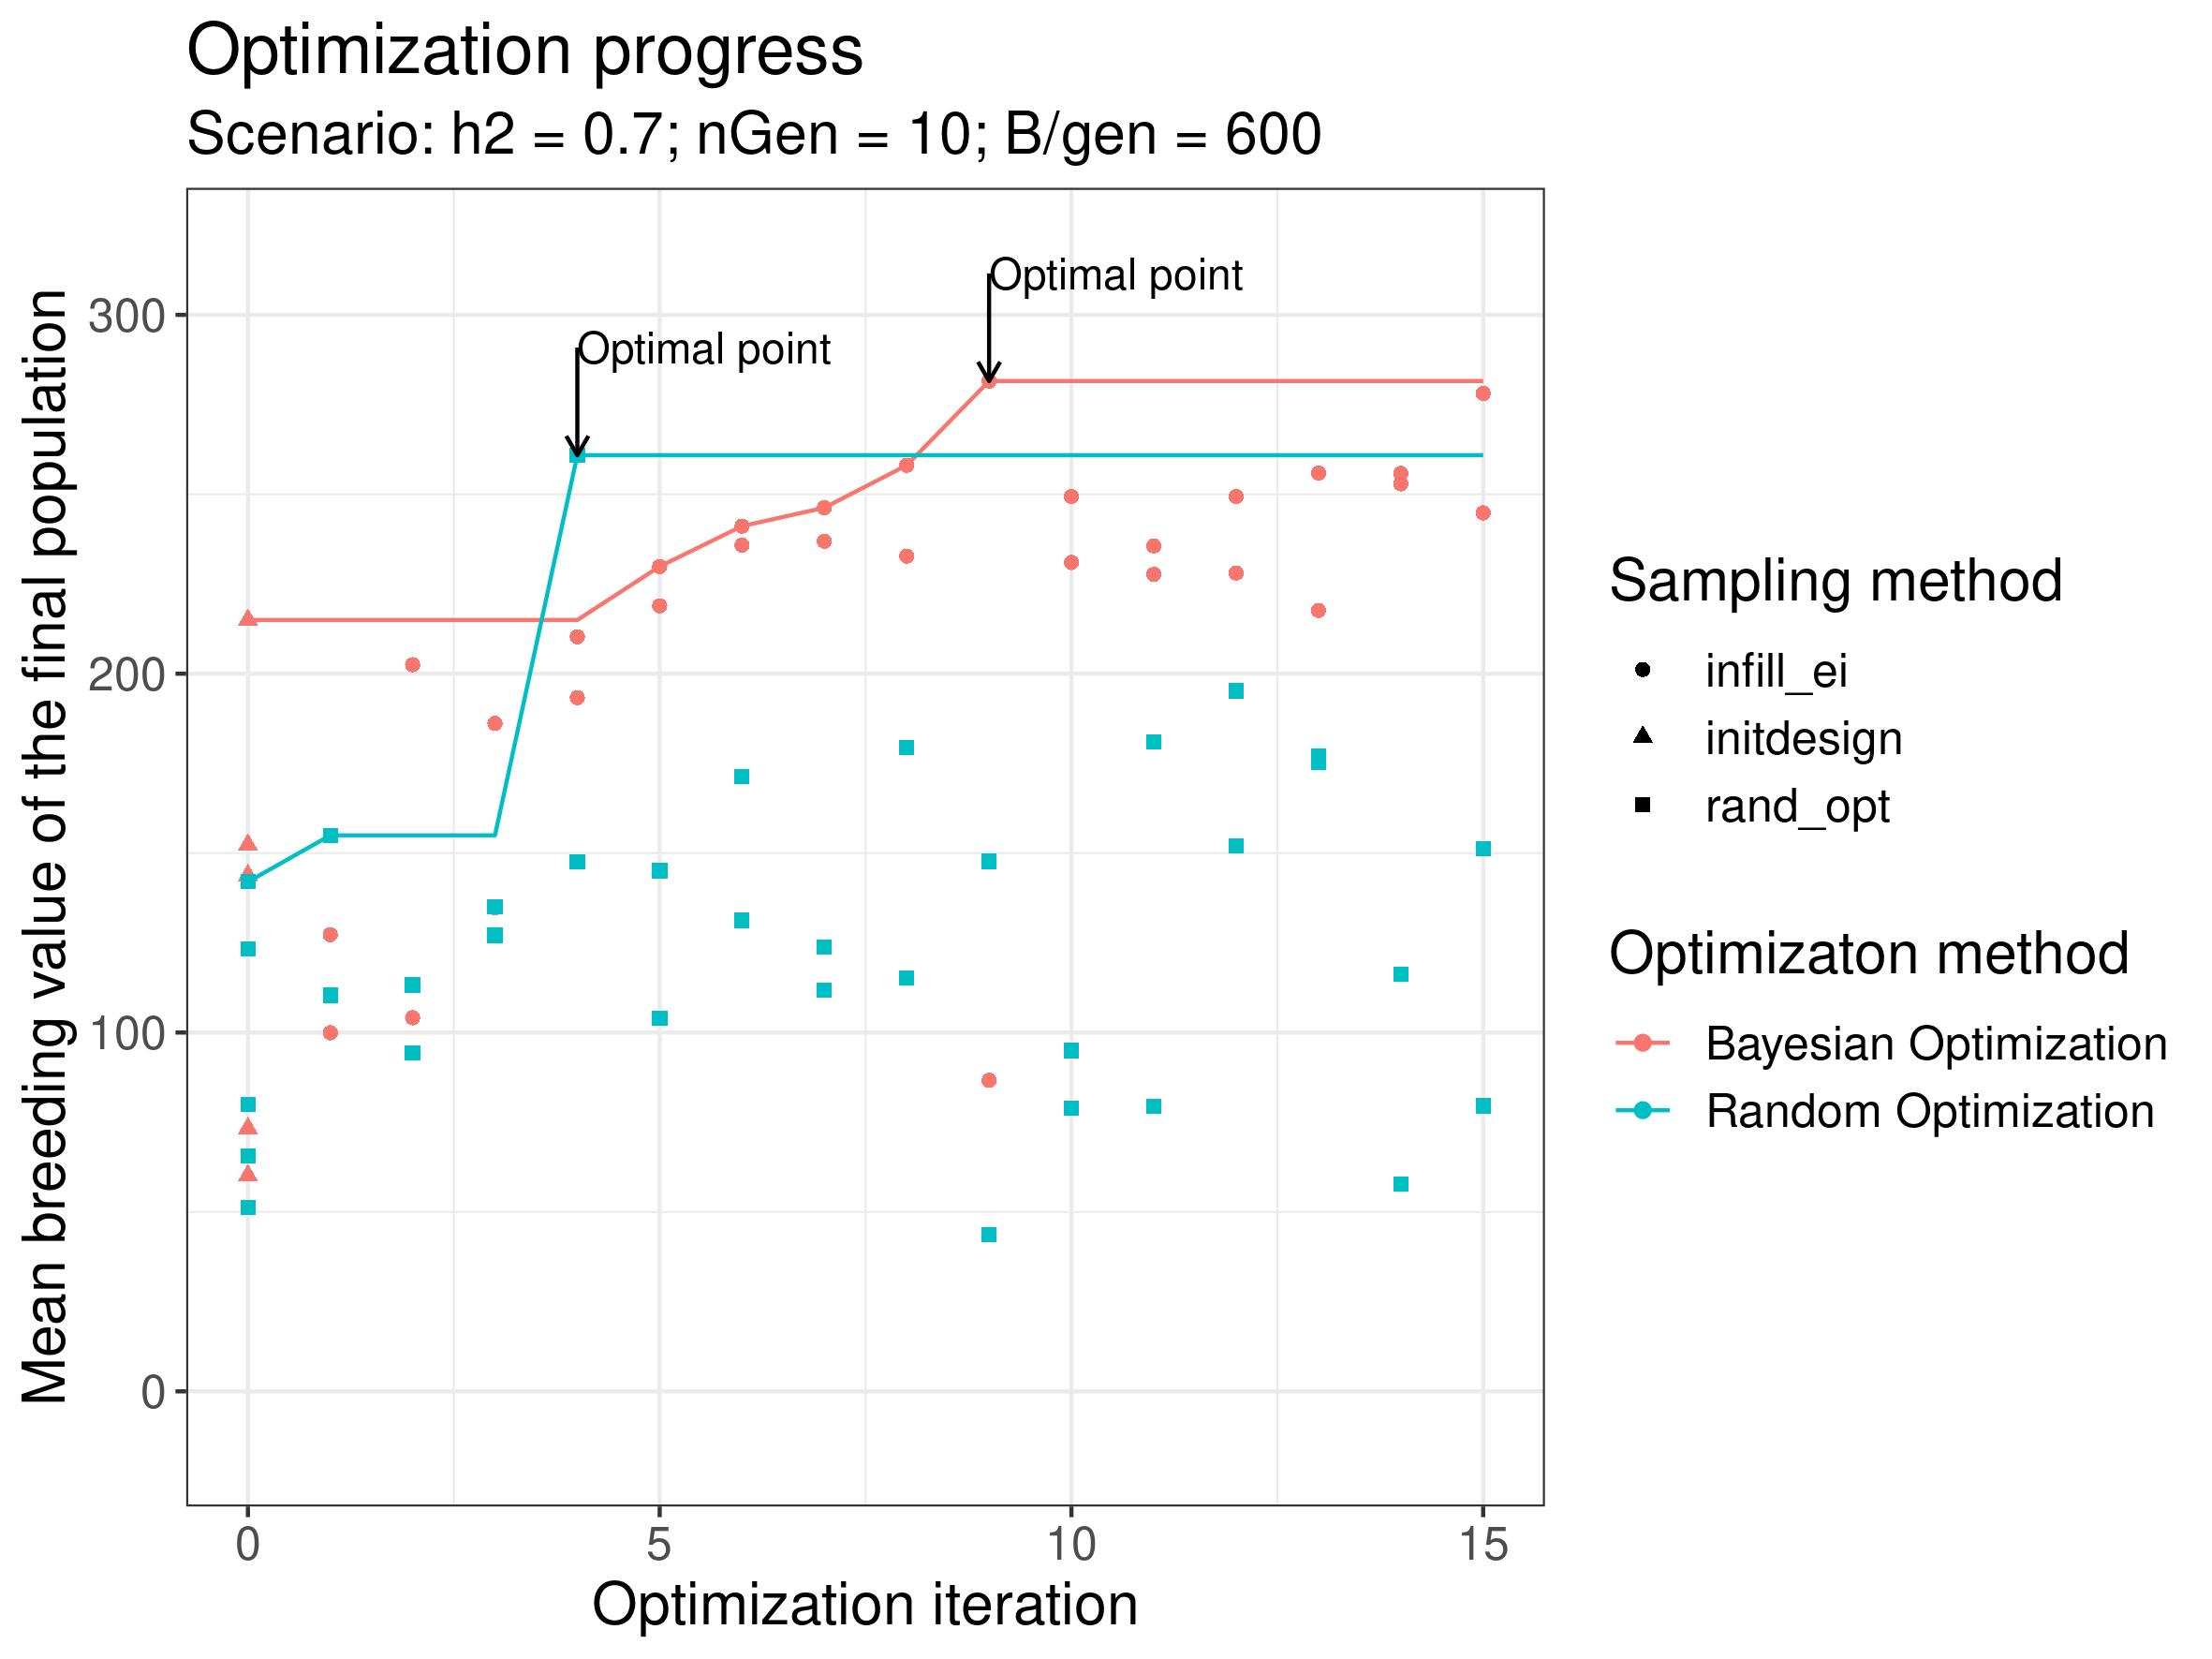 Optimization progress
Scenario: h2 = 0.7; nGen = 10; B/gen = 600
Mean breeding value of the final population
300
200
100
0
Optimal point
Optimal point
0 5 10 15
Optimization iteration
Sampling method
infill_ei
initdesign
rand_opt
Optimizaton method
Bayesian Optimization
Random Optimization